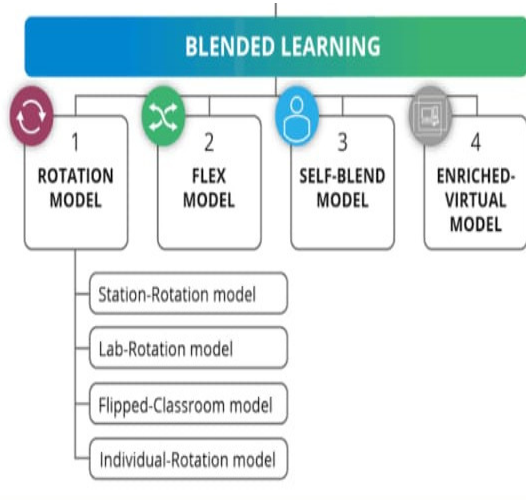 BLENDED LEARNING
1
ROTATION
MODEL
2
FLEX
MODEL
3
SELF-BLEND
MODEL
4
ENRICHED-
VIRTUAL
MODEL
Station-Rotation model
Lab-Rotation model
Flipped-Classroom model
Individual-Rotation model